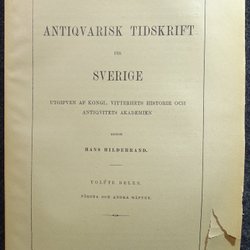 ANTIQVARISK TIDSKRIFT
FÖR
SVERIGE
UTGIFVEN AF KONGL. VITTERHETS HISTORIE OCH
ANTIQVITETS AKADEMIEN
GENOM
HANS HILDEBRAND.
TOLFTE DELEN
FÖRSTA OCH ANDRA HÄFTET.